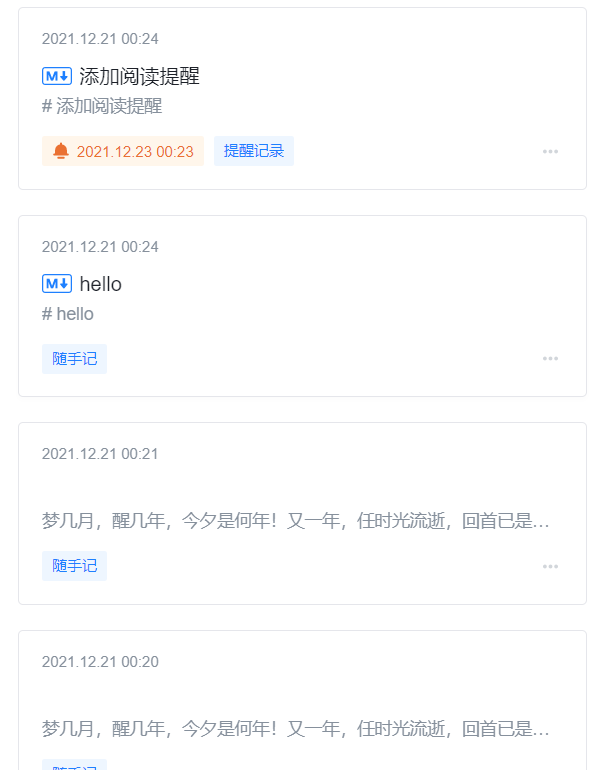 2021.12.21 00:24
M 添加阅读提醒
# 添加阅读提醒
2021.12.23 00:23 提醒记录
2021.12.21 00:24
M hello
# hello
随手记
2021.12.21 00:21
梦几月，醒几年，今夕是何年！又一年，任时光流逝，回首已是...
随手记
2021.12.21 00:20
梦几月，醒几年，今夕是何年！又一年，任时光流逝，回首已是...
随手记